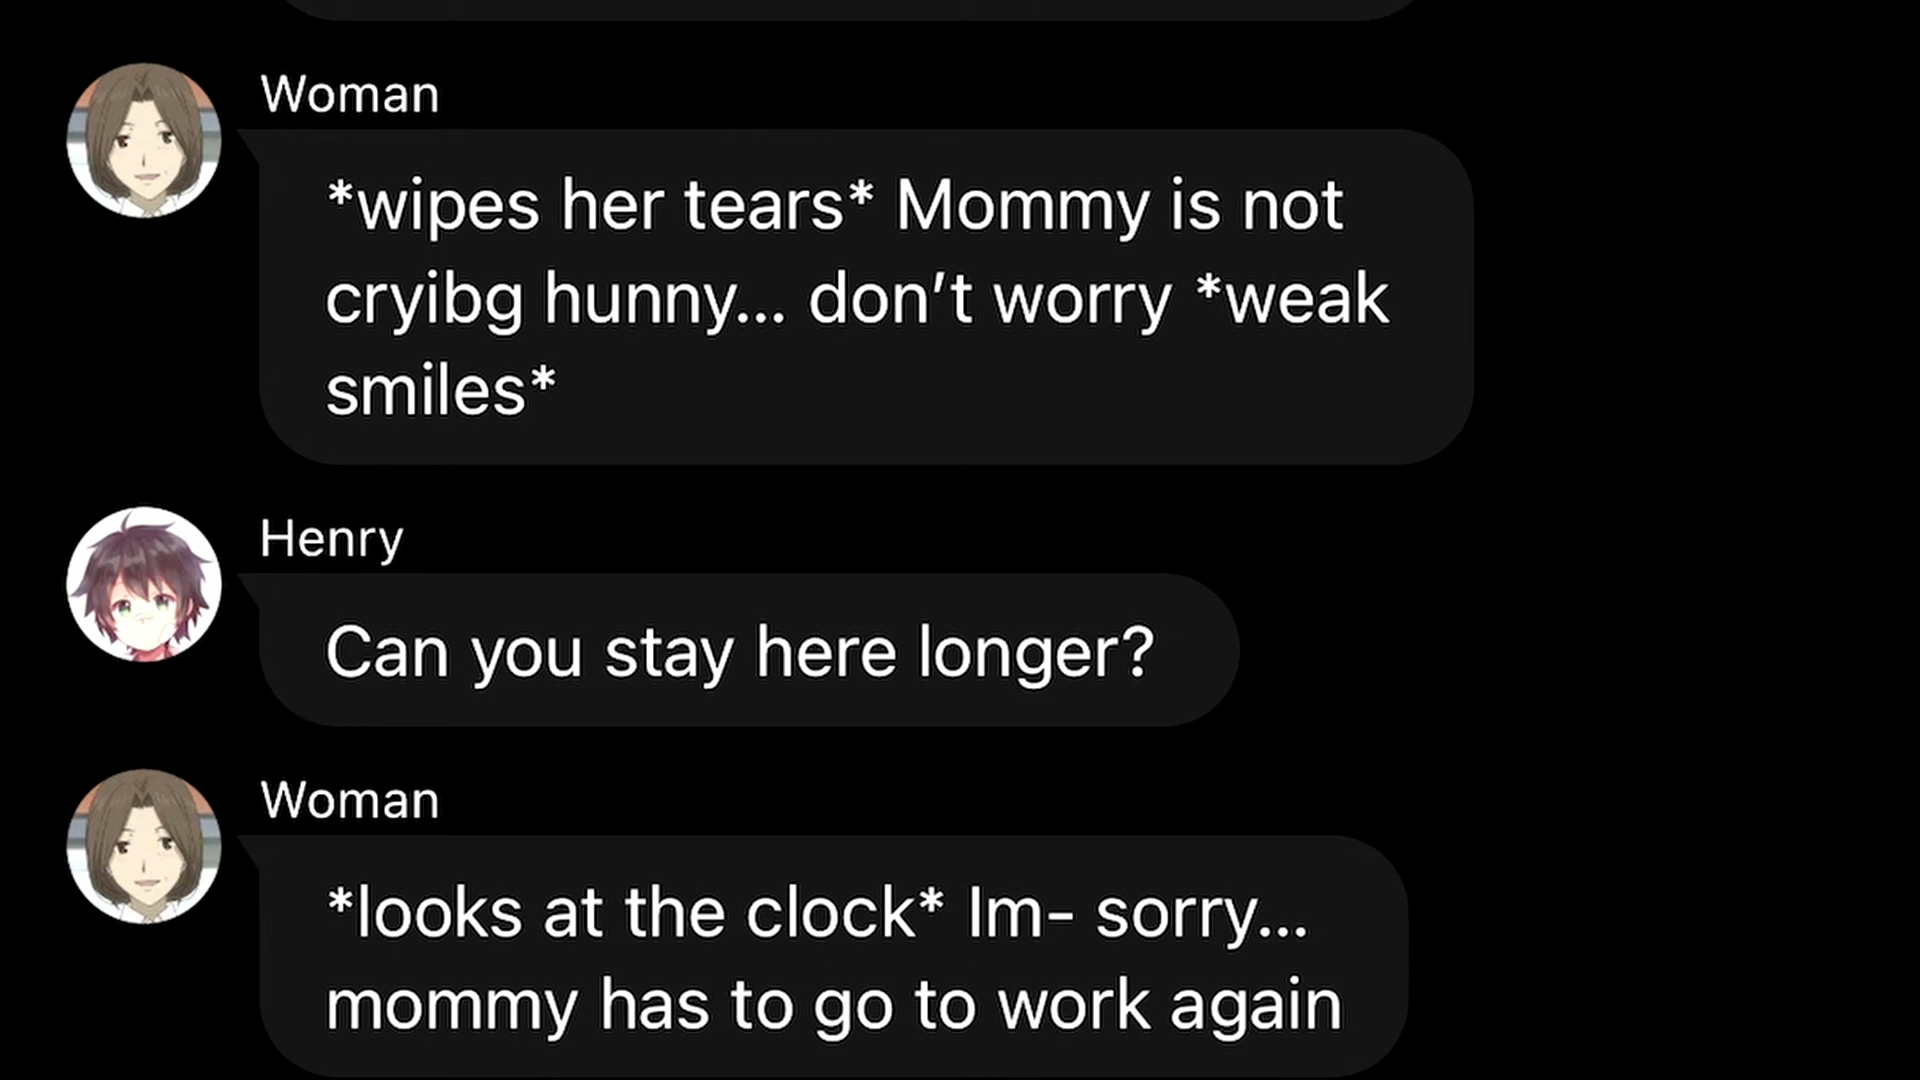 Woman
*wipes her tears* Mommy is not
cryibg hunny... don’t worry *weak
smiles*
Henry
Can you stay here longer?
Woman
*looks at the clock* Im- sorry...
mommy has to go to work again